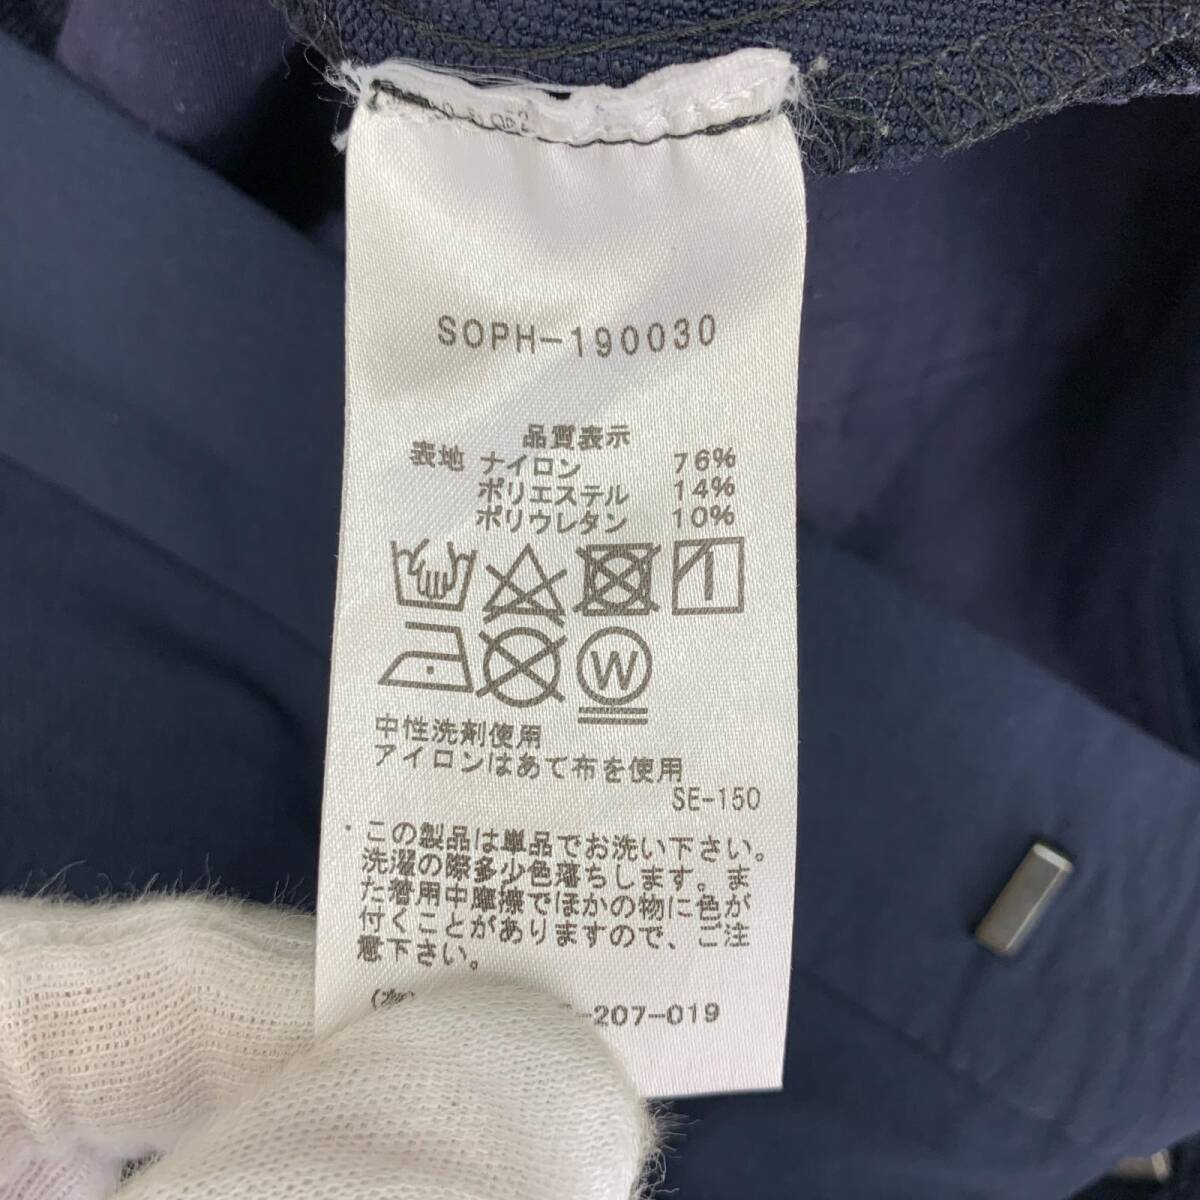 SOPH-190030
品質表示
表地 ナイロン 76%
ポリエステル 14%
ポリウレタン 10%
W
中性洗剤使用
アイロンはあて布を使用
SE-150
・この製品は単品でお洗い下さい。
洗濯の際多少色落ちします。ま
た着用中摩擦でほかの物に色が
付くことがありますので、ご注
意下さい。
-207-019